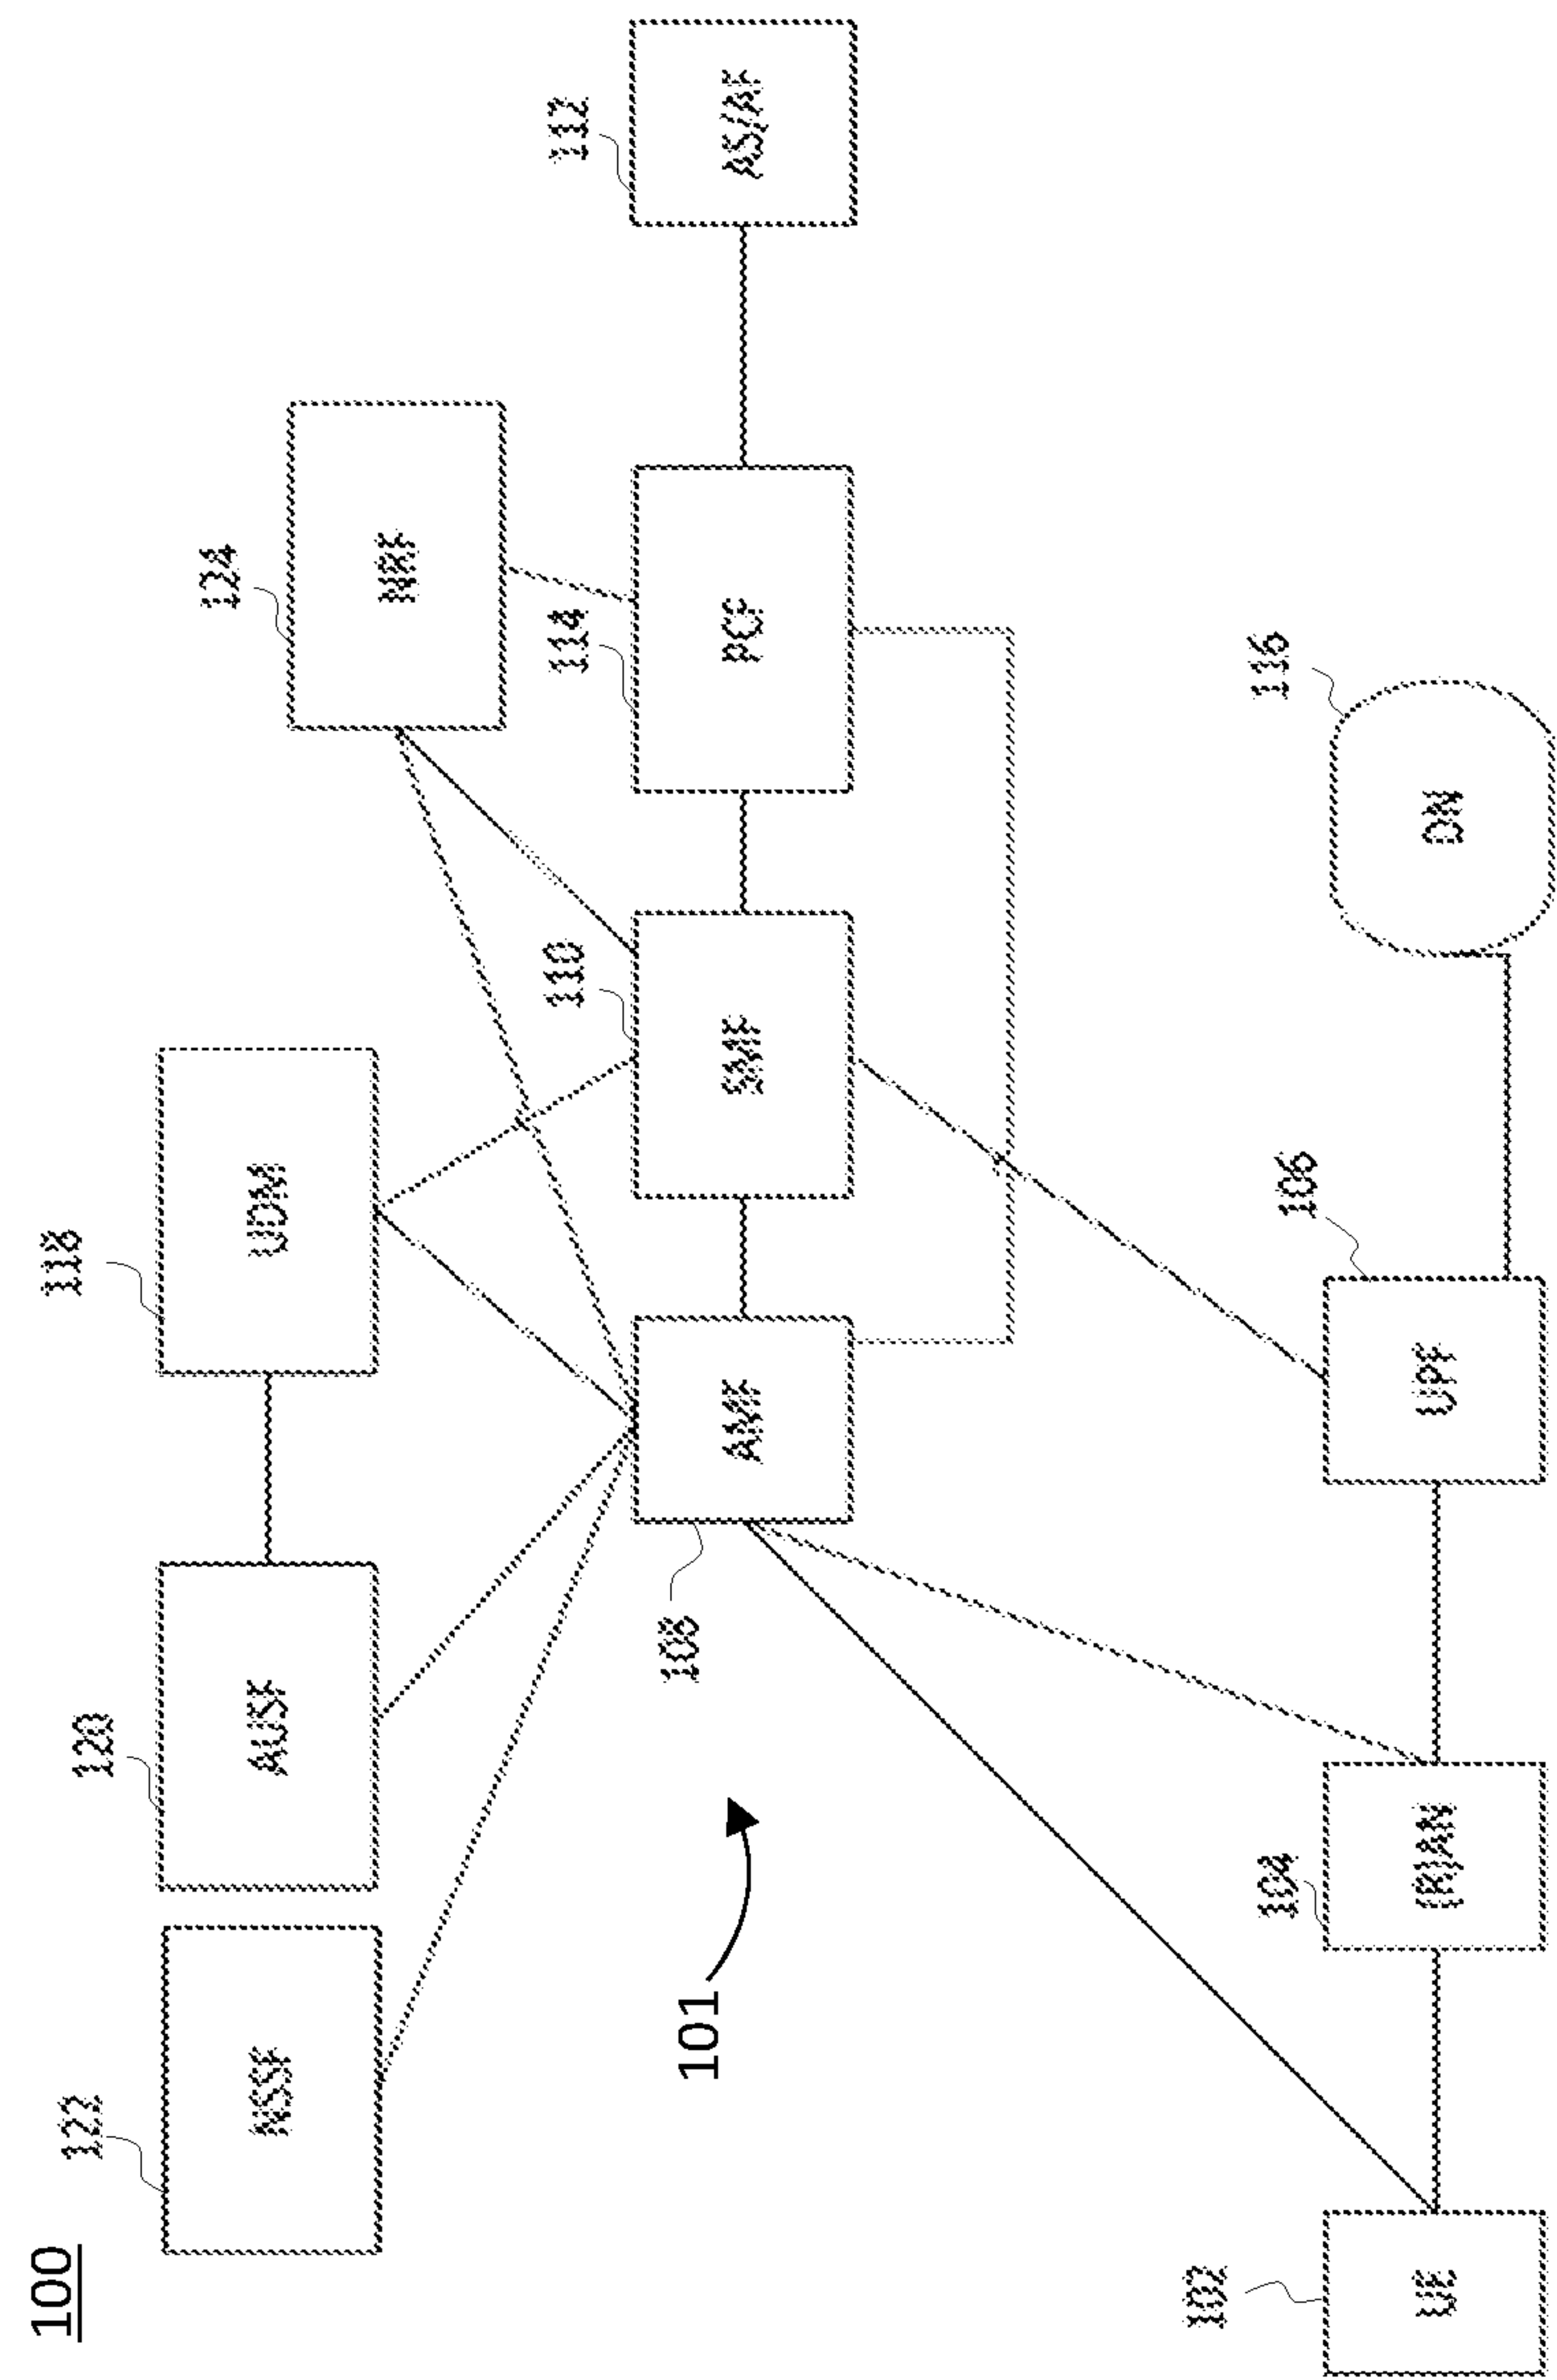 100
122
NSSF
120
AUSF
118
UDM
124
NRF
108
AMF
110
SMF
114
PCF
112
AS/AF
101
102
UE
104
(R)AN
106
UPF
116
DN